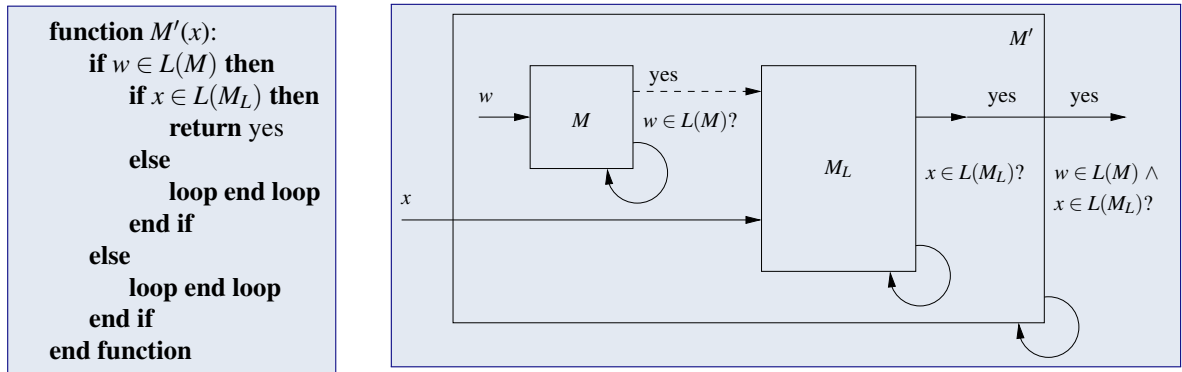 function M′(x):
if w ∈ L(M) then
if x ∈ L(M_L) then
return yes
else
loop end loop
end if
else
loop end loop
end if
end function
M′
yes
w
M
w ∈ L(M)?
yes
yes
M_L
x ∈ L(M_L)?
w ∈ L(M) ∧
x ∈ L(M_L)?
x